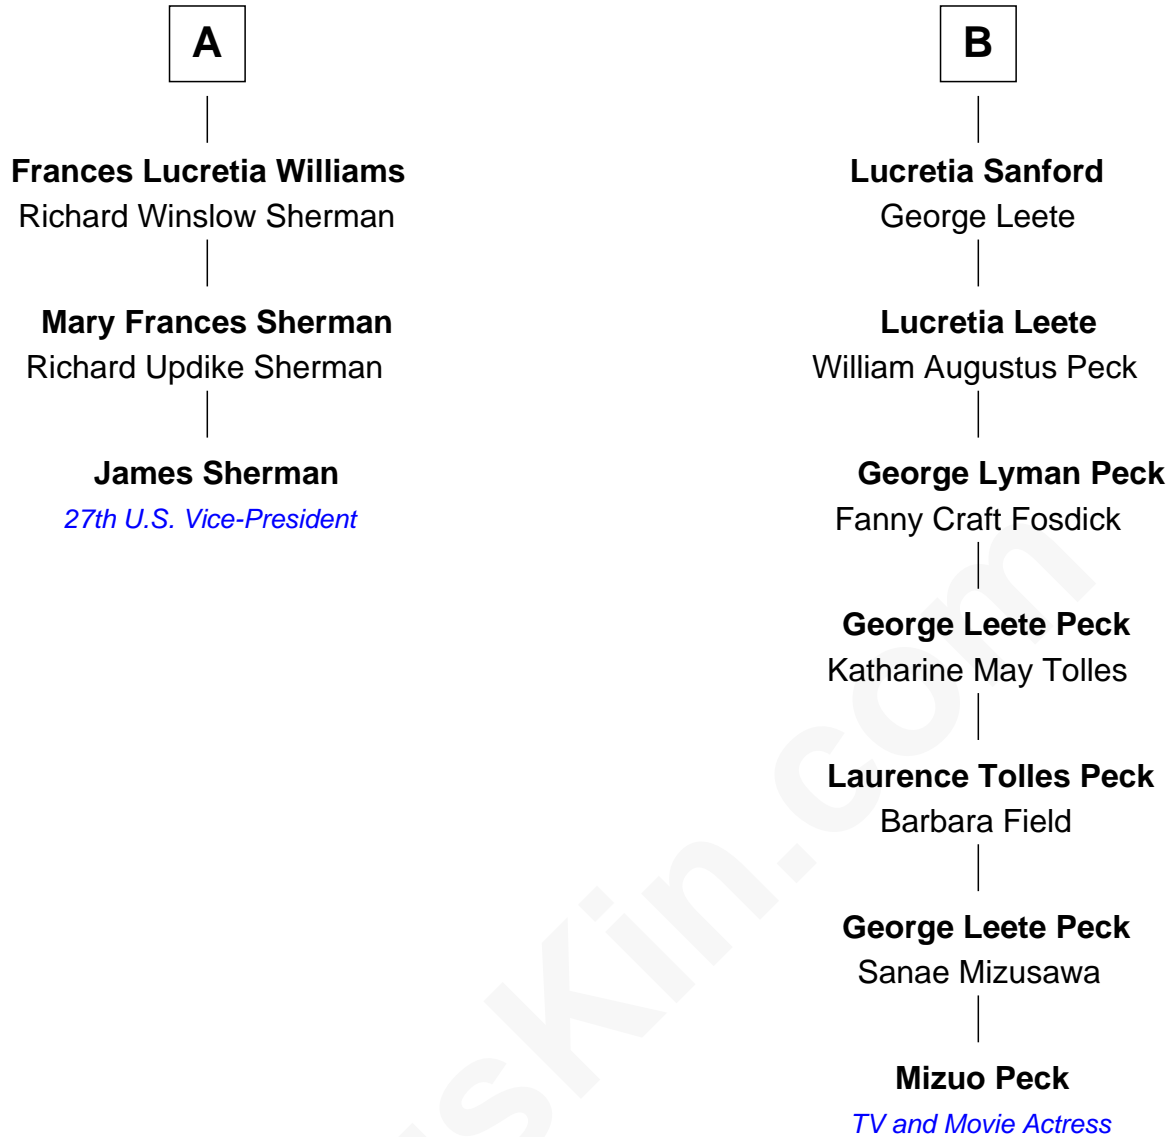 A
Frances Lucretia Williams
Richard Winslow Sherman
Mary Frances Sherman
Richard Updike Sherman
James Sherman
27th U.S. Vice-President
B
Lucretia Sanford
George Leete
Lucretia Leete
William Augustus Peck
George Lyman Peck
Fanny Craft Fosdick
George Leete Peck
Katharine May Tolles
Laurence Tolles Peck
Barbara Field
George Leete Peck
Sanae Mizusawa
Mizuo Peck
TV and Movie Actress